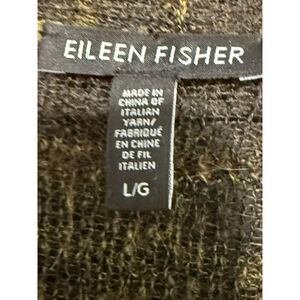 EILEEN FISHER
MADE IN
CHINA OF
ITALIAN
YARN/
FABRIQUÉ
EN CHINE
DE FIL
ITALIEN
L/G